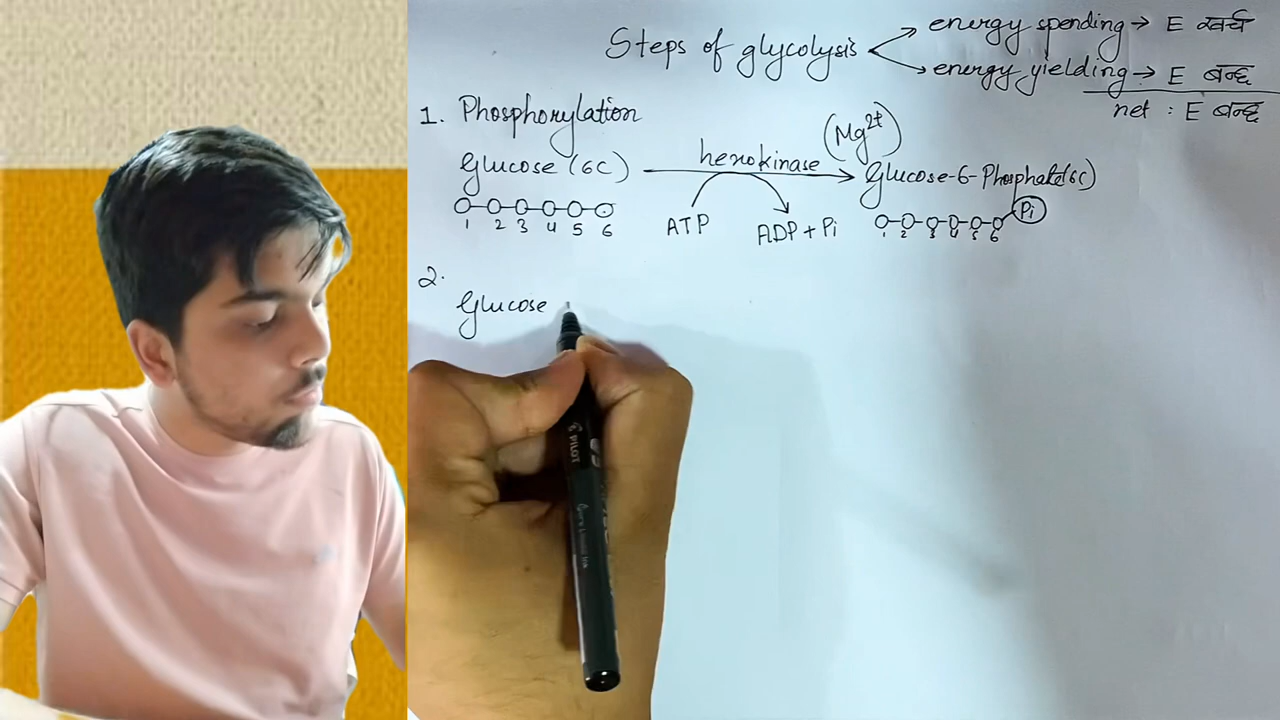 Steps of glycolysis
energy spending → E खर्च
energy yielding → E बन्छ
net : E बन्छ
1. Phosphorylation
Glucose (6C) hexokinase (Mg2+) Glucose-6-Phosphate(6C)
1 2 3 4 5 6
ATP ADP + Pi
Pi
1 2 3 4 5 6
2.
Glucose
PILOT